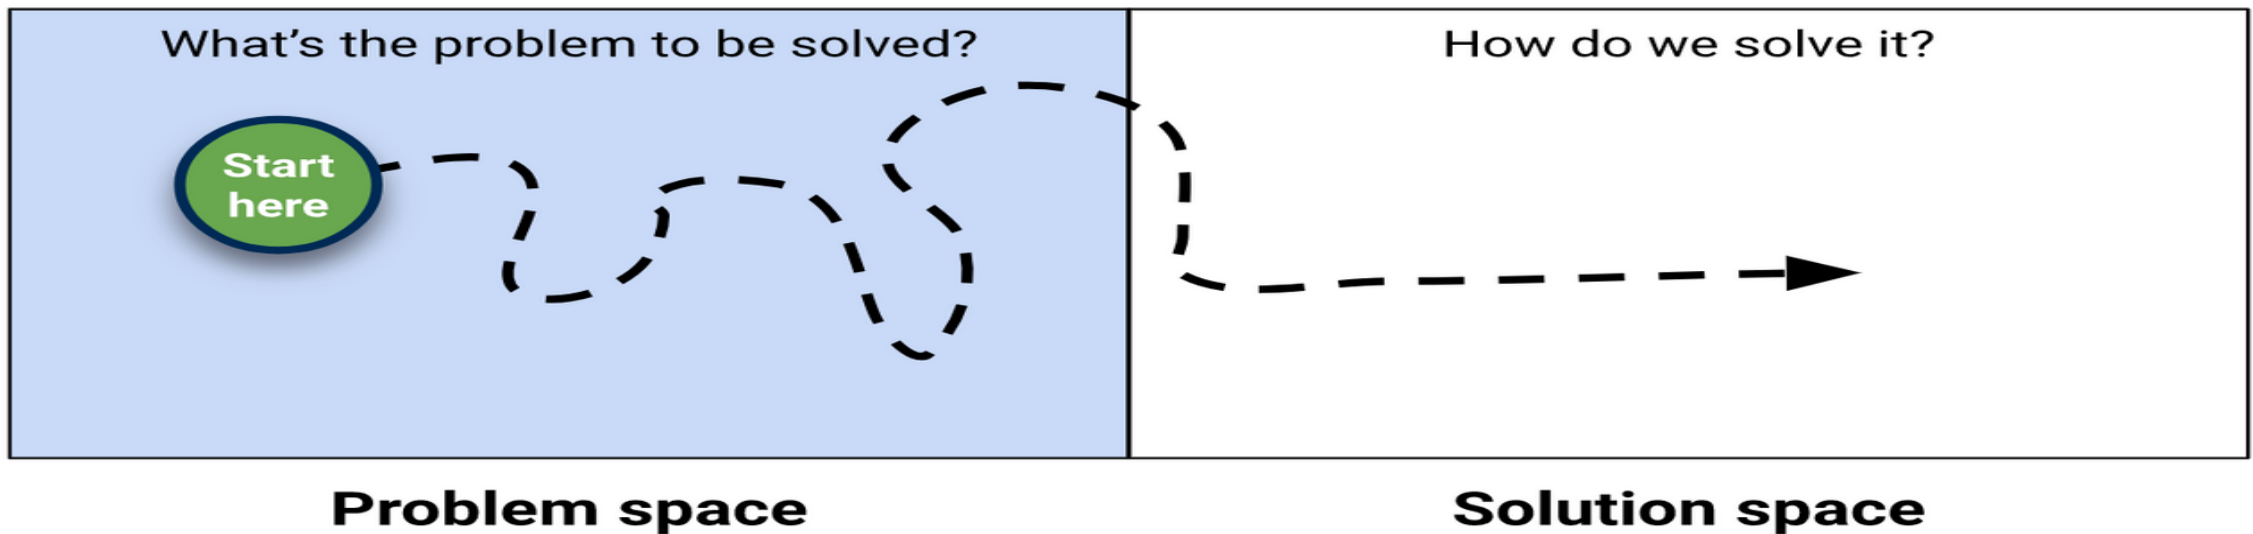 What’s the problem to be solved?
How do we solve it?
Start
here
Problem space
Solution space